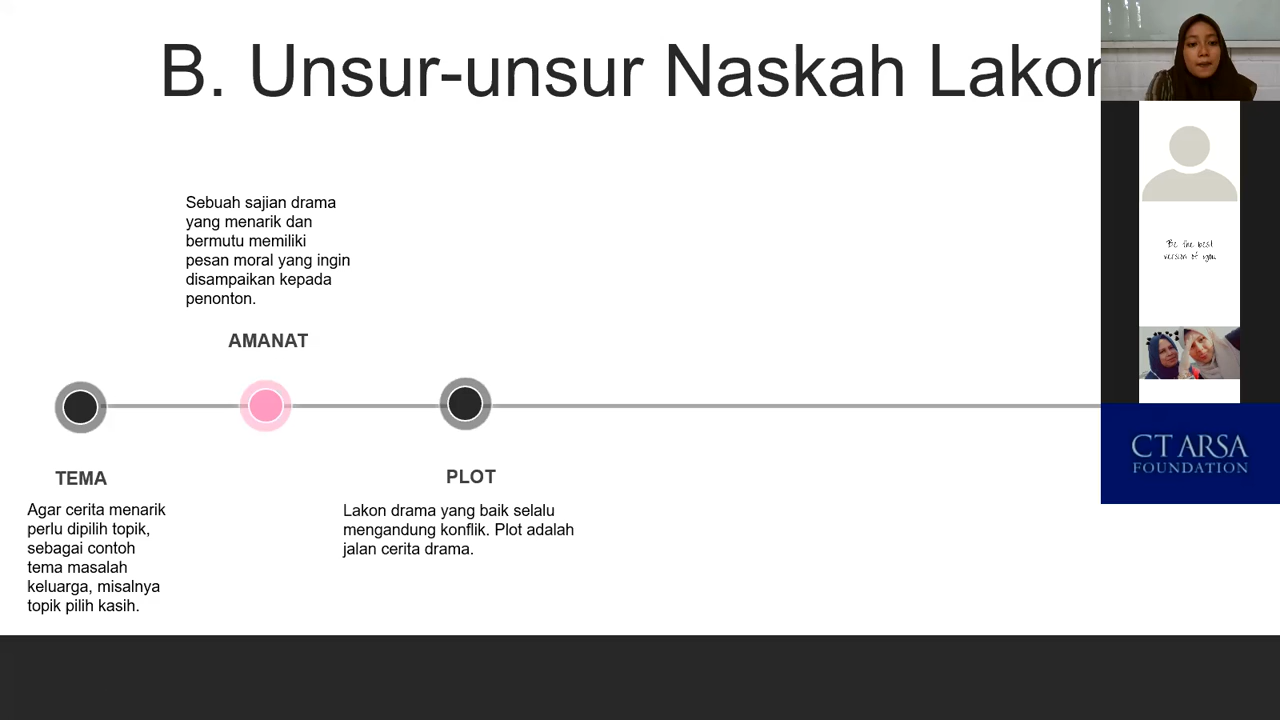 B. Unsur-unsur Naskah Lakon
Sebuah sajian drama
yang menarik dan
bermutu memiliki
pesan moral yang ingin
disampaikan kepada
penonton.
AMANAT
TEMA
Agar cerita menarik
perlu dipilih topik,
sebagai contoh
tema masalah
keluarga, misalnya
topik pilih kasih.
PLOT
Lakon drama yang baik selalu
mengandung konflik. Plot adalah
jalan cerita drama.
Be the best
version of you
CT ARSA
FOUNDATION